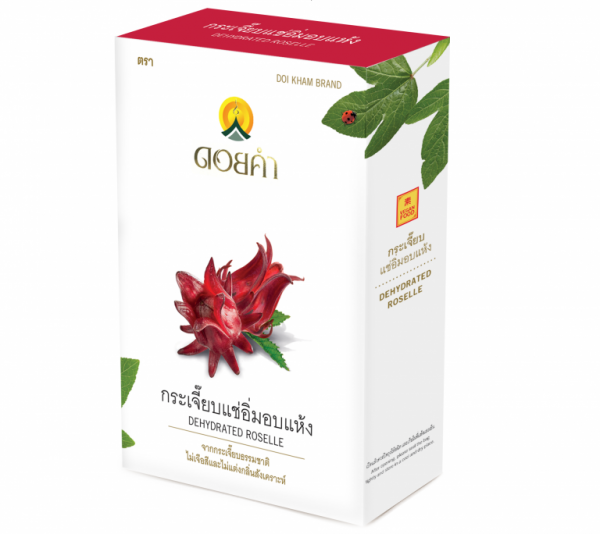 กระเจี๊ยบแช่อิ่มอบแห้ง
DEHYDRATED ROSELLE
ตรา
DOI KHAM BRAND
ดอยคำ
กระเจี๊ยบแช่อิ่มอบแห้ง
DEHYDRATED ROSELLE
จากกระเจี๊ยบธรรมชาติ
ไม่เจือสีและไม่แต่งกลิ่นสังเคราะห์
VEGAN
FOOD
กระเจี๊ยบ
แช่อิ่มอบแห้ง
DEHYDRATED
ROSELLE